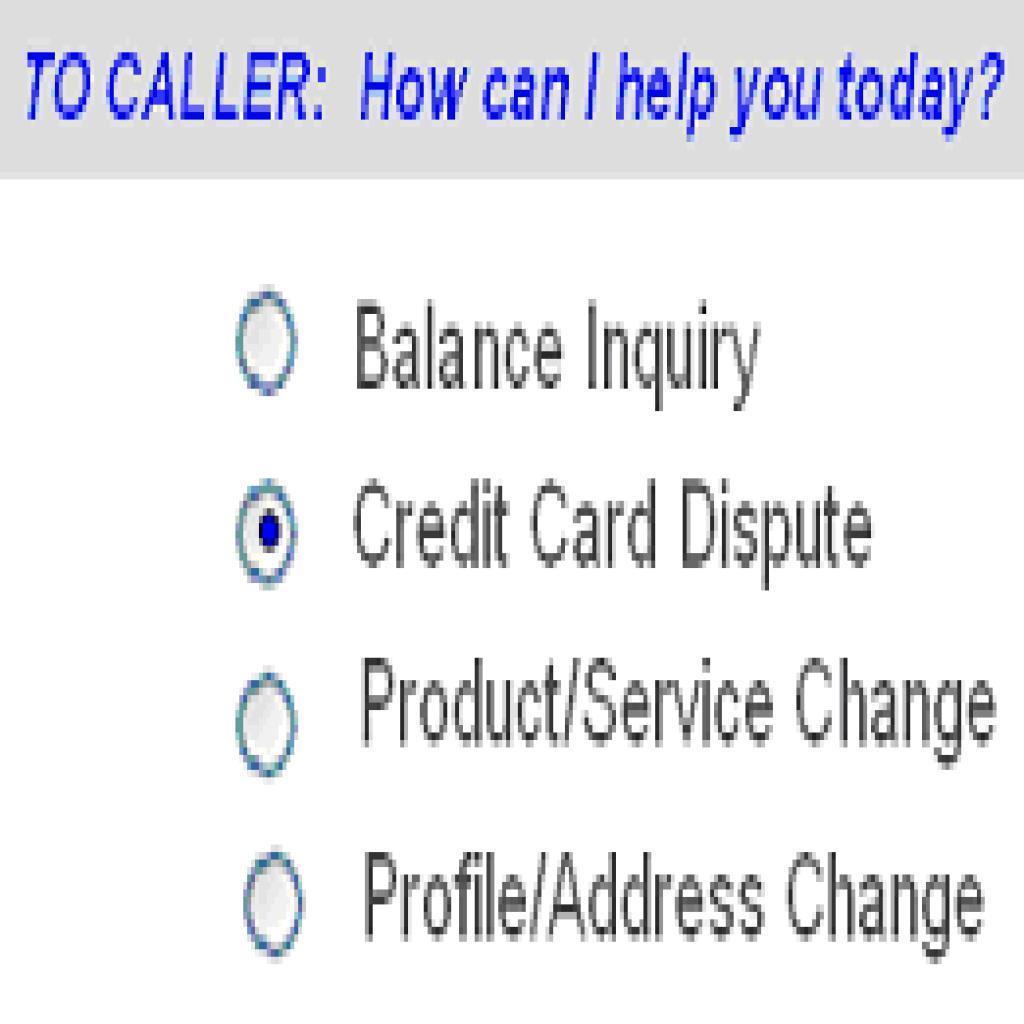 TO CALLER: How can I help you today?
Balance Inquiry
Credit Card Dispute
Product/Service Change
Profile/Address Change